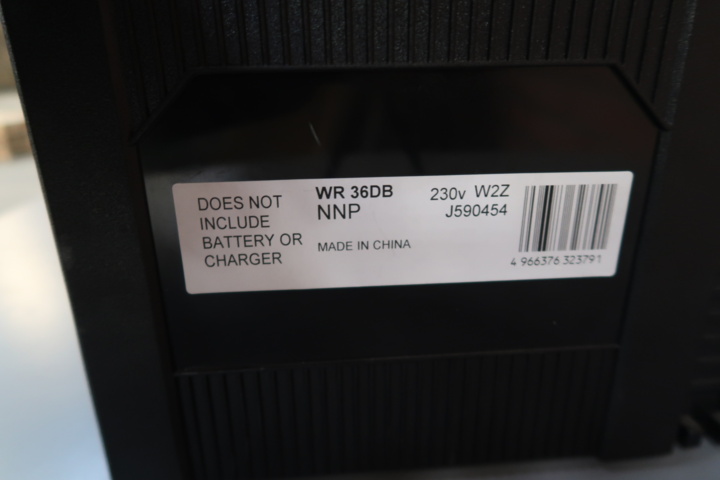 DOES NOT
INCLUDE
BATTERY OR
CHARGER
WR 36DB
NNP
MADE IN CHINA
230v W2Z
J590454
4 966376 323791